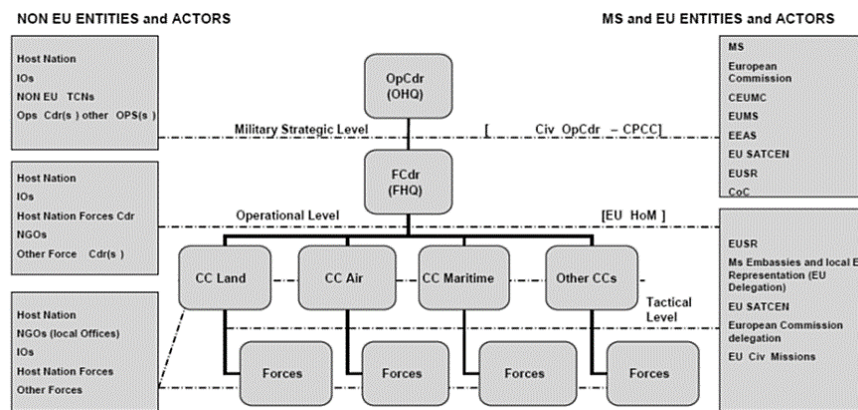 NON EU ENTITIES and ACTORS
MS and EU ENTITIES and ACTORS
Host Nation
IOs
NON EU TCNs
Ops Cdr(s ) other OPS(s )
OpCdr
(OHQ)
MS
European
Commission
CEUMC
EUMS
EEAS
EU SATCEN
EUSR
CoC
Military Strategic Level
[ Civ OpCdr – CPCC]
Host Nation
IOs
Host Nation Forces Cdr
NGOs
Other Force Cdr(s )
FCdr
(FHQ)
Operational Level
[EU HoM ]
CC Land
CC Air
CC Maritime
Other CCs
Tactical
Level
EUSR
Ms Embassies and local E
Representation (EU
Delegation)
EU SATCEN
European Commission
delegation
EU Civ Missions
Host Nation
NGOs (local Offices)
IOs
Host Nation Forces
Other Forces
Forces
Forces
Forces
Forces